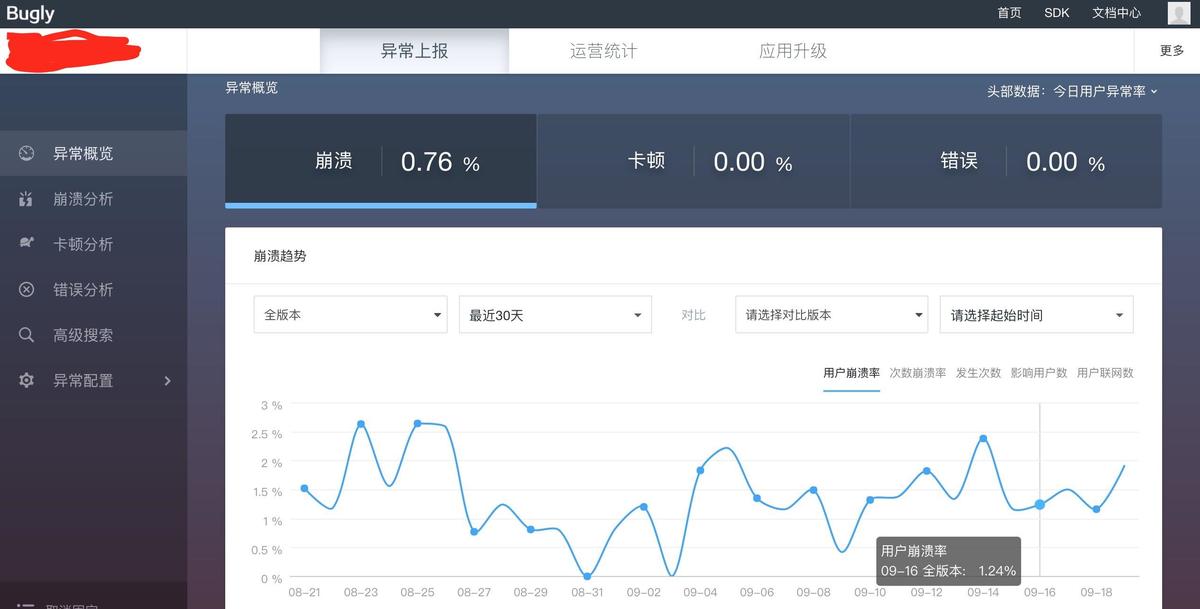 Bugly
首页 SDK 文档中心
异常上报 运营统计 应用升级 更多
异常概览
头部数据：今日用户异常率
异常概览
崩溃分析
卡顿分析
错误分析
高级搜索
异常配置
崩溃 0.76 %
卡顿 0.00 %
错误 0.00 %
崩溃趋势
全版本 最近30天 对比 请选择对比版本 请选择起始时间
用户崩溃率 次数崩溃率 发生次数 影响用户数 用户联网数
3 %
2.5 %
2 %
1.5 %
1 %
0.5 %
0 %
用户崩溃率
09-16 全版本： 1.24%
08-21 08-23 08-25 08-27 08-29 08-31 09-02 09-04 09-06 09-08 09-10 09-12 09-14 09-16 09-18